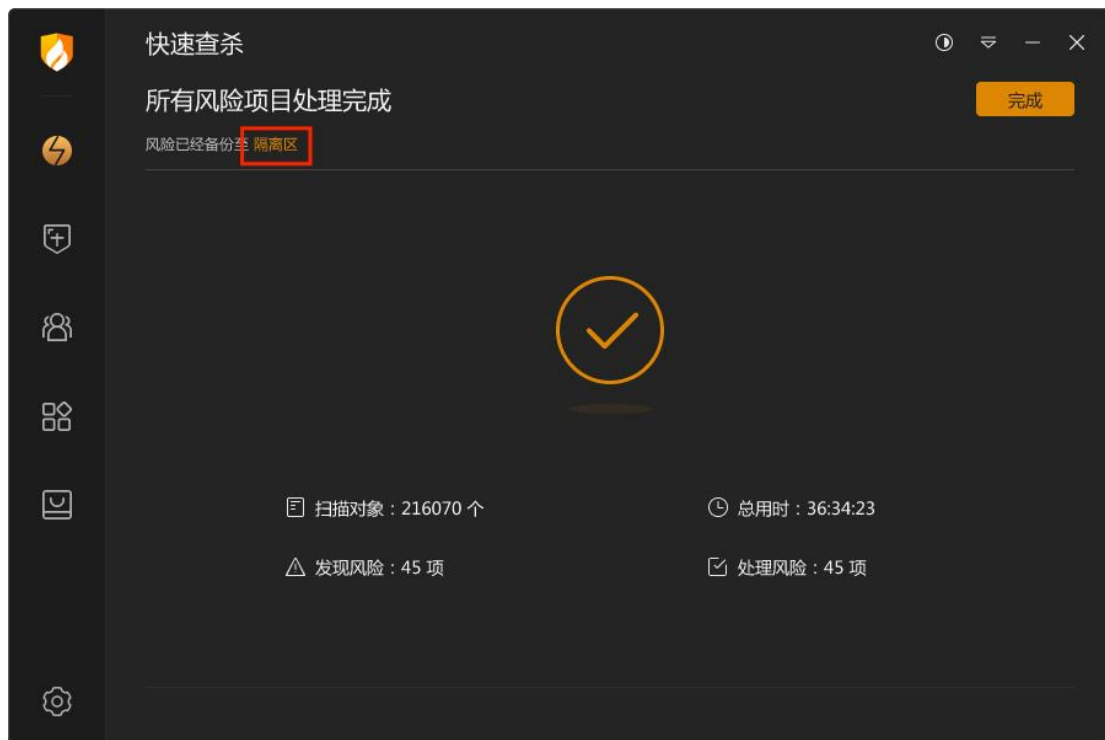 快速查杀
所有风险项目处理完成
完成
风险已经备份至 隔离区
扫描对象：216070 个
总用时：36:34:23
发现风险：45 项
处理风险：45 项